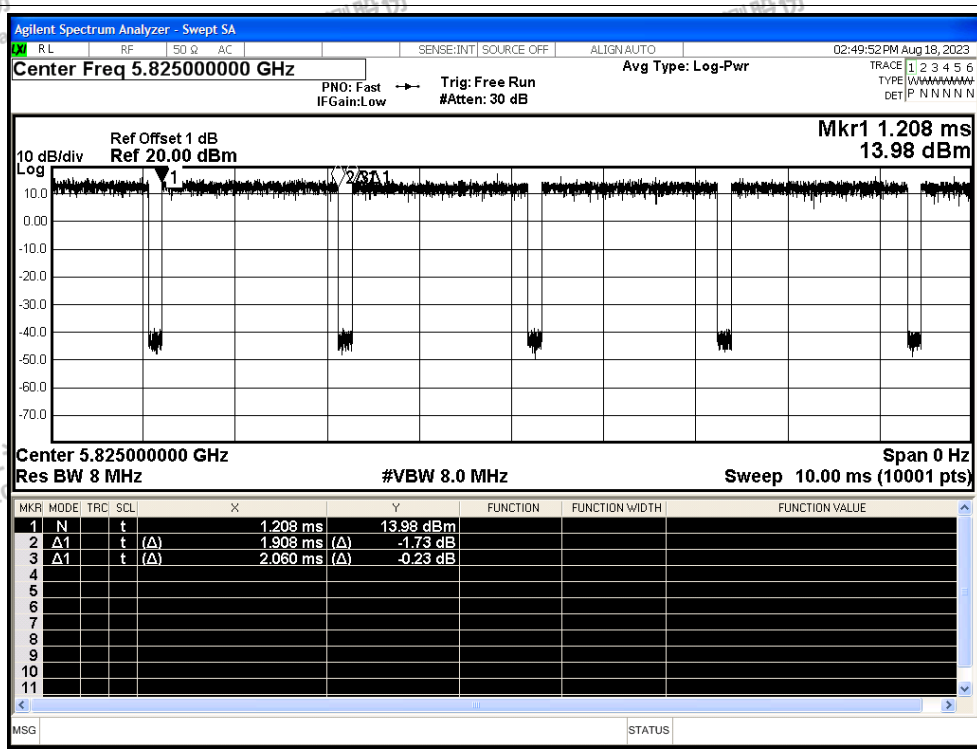 Agilent Spectrum Analyzer - Swept SA
LXI RL RF 50 Ω AC SENSE:INT SOURCE OFF ALIGN AUTO 02:49:52 PM Aug 18, 2023
Center Freq 5.825000000 GHz
PNO: Fast
IFGain:Low
Trig: Free Run
#Atten: 30 dB
Avg Type: Log-Pwr
TRACE 1 2 3 4 5 6
TYPE W
DET P N N N N N
Mkr1 1.208 ms
13.98 dBm
Ref Offset 1 dB
10 dB/div Ref 20.00 dBm
Log
1 2/3Δ1
10.0
0.00
-10.0
-20.0
-30.0
-40.0
-50.0
-60.0
-70.0
Center 5.825000000 GHz Span 0 Hz
Res BW 8 MHz #VBW 8.0 MHz Sweep 10.00 ms (10001 pts)
MKR MODE TRC SCL X Y FUNCTION FUNCTION WIDTH FUNCTION VALUE
1 N t 1.208 ms 13.98 dBm
2 Δ1 t (Δ) 1.908 ms (Δ) -1.73 dB
3 Δ1 t (Δ) 2.060 ms (Δ) -0.23 dB
4
5
6
7
8
9
10
11
MSG STATUS